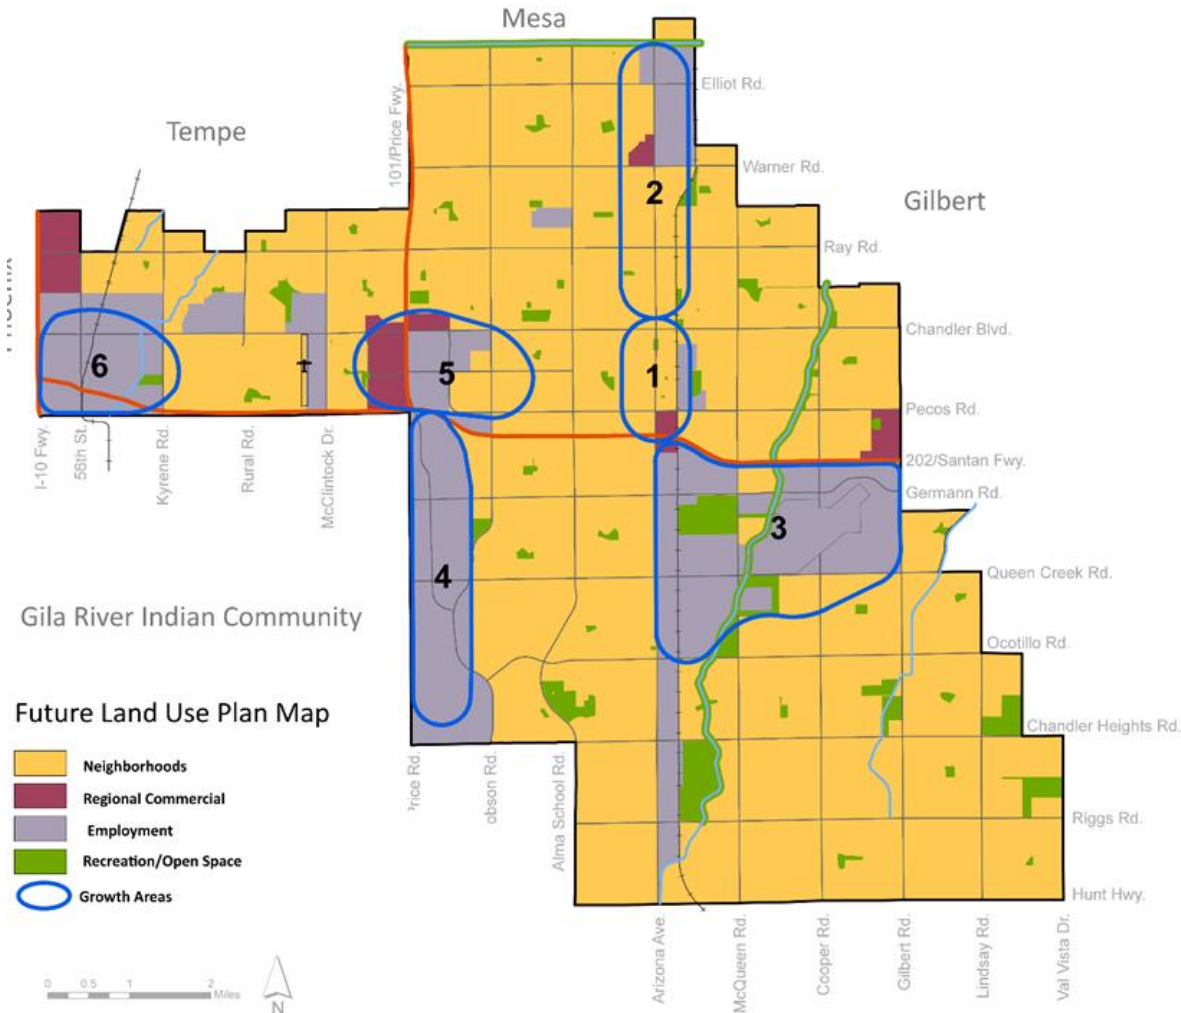 Mesa
Elliot Rd.
101/Price Fwy.
Tempe
Warner Rd.
2
Gilbert
Ray Rd.
Chandler Blvd.
6
5
1
Pecos Rd.
I-10 Fwy.
56th St.
Kyrene Rd.
Rural Rd.
McClintock Dr.
202/Santan Fwy.
Germann Rd.
3
4
Queen Creek Rd.
Gila River Indian Community
Ocotillo Rd.
Future Land Use Plan Map
Chandler Heights Rd.
Neighborhoods
Regional Commercial
Employment
Recreation/Open Space
Growth Areas
Price Rd.
obson Rd.
Alma School Rd.
Riggs Rd.
Hunt Hwy.
Arizona Ave.
McQueen Rd.
Cooper Rd.
Gilbert Rd.
Lindsay Rd.
Val Vista Dr.
0 0.5 1 2
Miles
N